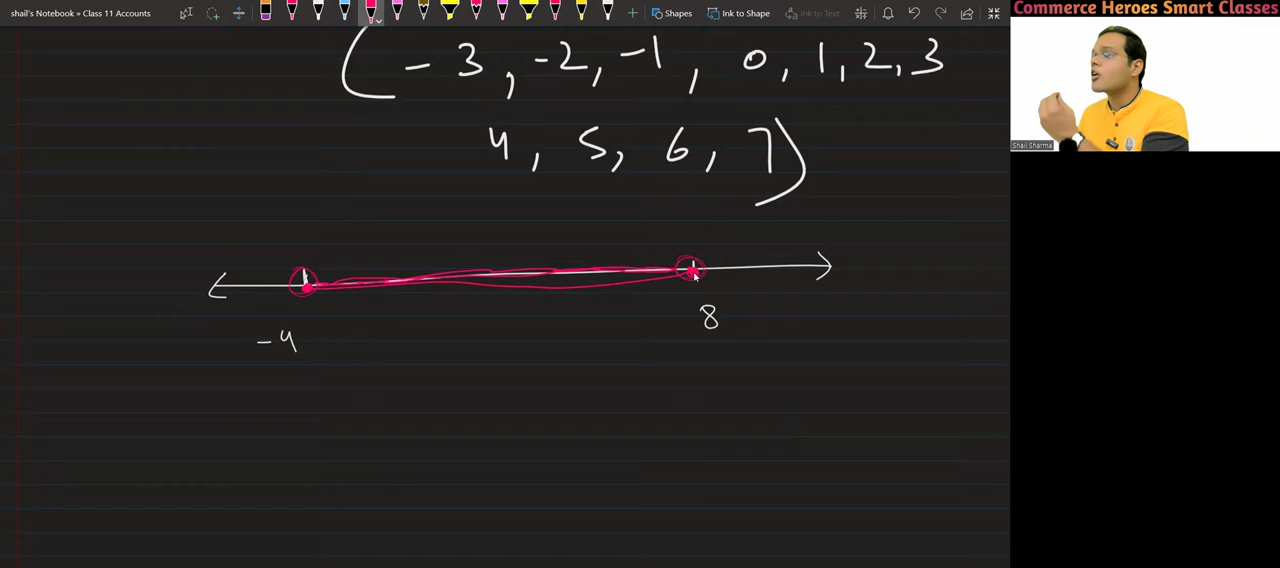 shail's Notebook » Class 11 Accounts
Shapes
Ink to Shape
Ink to Text
Commerce Heroes Smart Classes
Shail Sharma
( - 3, -2, -1, 0, 1, 2, 3
4, 5, 6, 7)
-4
8